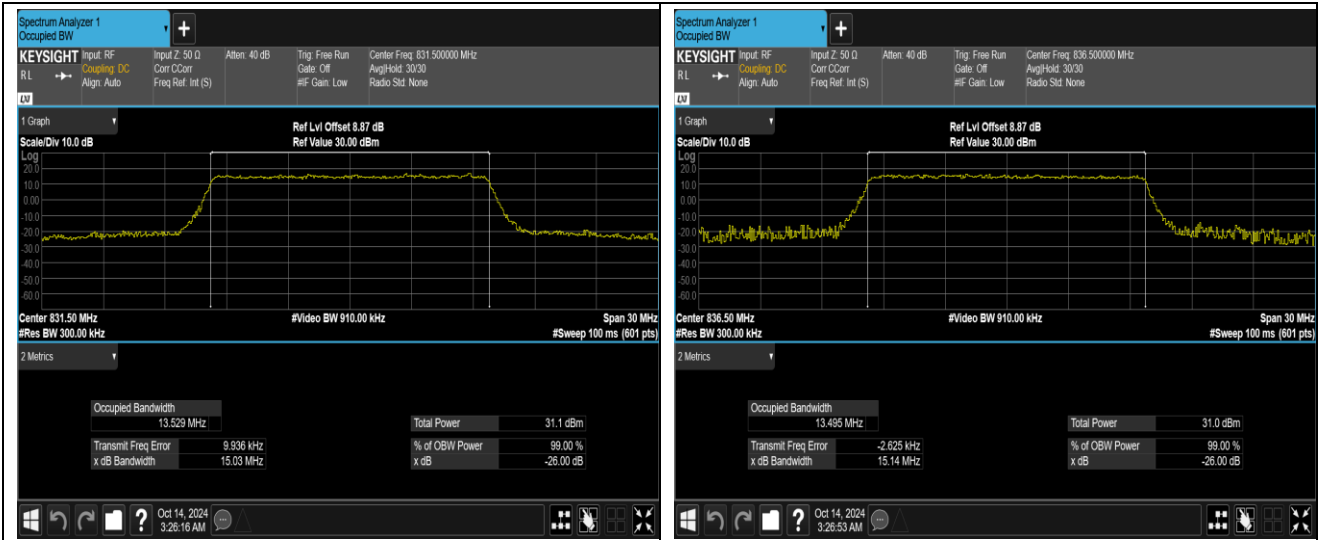 Spectrum Analyzer 1
Occupied BW
+
KEYSIGHT Input: RF Input Z: 50 Ω Atten: 40 dB Trig: Free Run Center Freq: 831.500000 MHz
RL Coupling: DC Corr CCorr Gate: Off Avg|Hold: 30/30
Align: Auto Freq Ref: Int (S) #IF Gain: Low Radio Std: None
LXI
1 Graph
Ref Lvl Offset 8.87 dB
Scale/Div 10.0 dB Ref Value 30.00 dBm
Log
20.0
10.0
0.00
-10.0
-20.0
-30.0
-40.0
-50.0
-60.0
Center 831.50 MHz #Video BW 910.00 kHz Span 30 MHz
#Res BW 300.00 kHz #Sweep 100 ms (601 pts)
2 Metrics
Occupied Bandwidth
13.529 MHz Total Power 31.1 dBm
Transmit Freq Error 9.936 kHz % of OBW Power 99.00 %
x dB Bandwidth 15.03 MHz x dB -26.00 dB
? Oct 14, 2024
3:26:16 AM
Spectrum Analyzer 1
Occupied BW
+
KEYSIGHT Input: RF Input Z: 50 Ω Atten: 40 dB Trig: Free Run Center Freq: 836.500000 MHz
RL Coupling: DC Corr CCorr Gate: Off Avg|Hold: 30/30
Align: Auto Freq Ref: Int (S) #IF Gain: Low Radio Std: None
LXI
1 Graph
Ref Lvl Offset 8.87 dB
Scale/Div 10.0 dB Ref Value 30.00 dBm
Log
20.0
10.0
0.00
-10.0
-20.0
-30.0
-40.0
-50.0
-60.0
Center 836.50 MHz #Video BW 910.00 kHz Span 30 MHz
#Res BW 300.00 kHz #Sweep 100 ms (601 pts)
2 Metrics
Occupied Bandwidth
13.495 MHz Total Power 31.0 dBm
Transmit Freq Error -2.625 kHz % of OBW Power 99.00 %
x dB Bandwidth 15.14 MHz x dB -26.00 dB
? Oct 14, 2024
3:26:53 AM